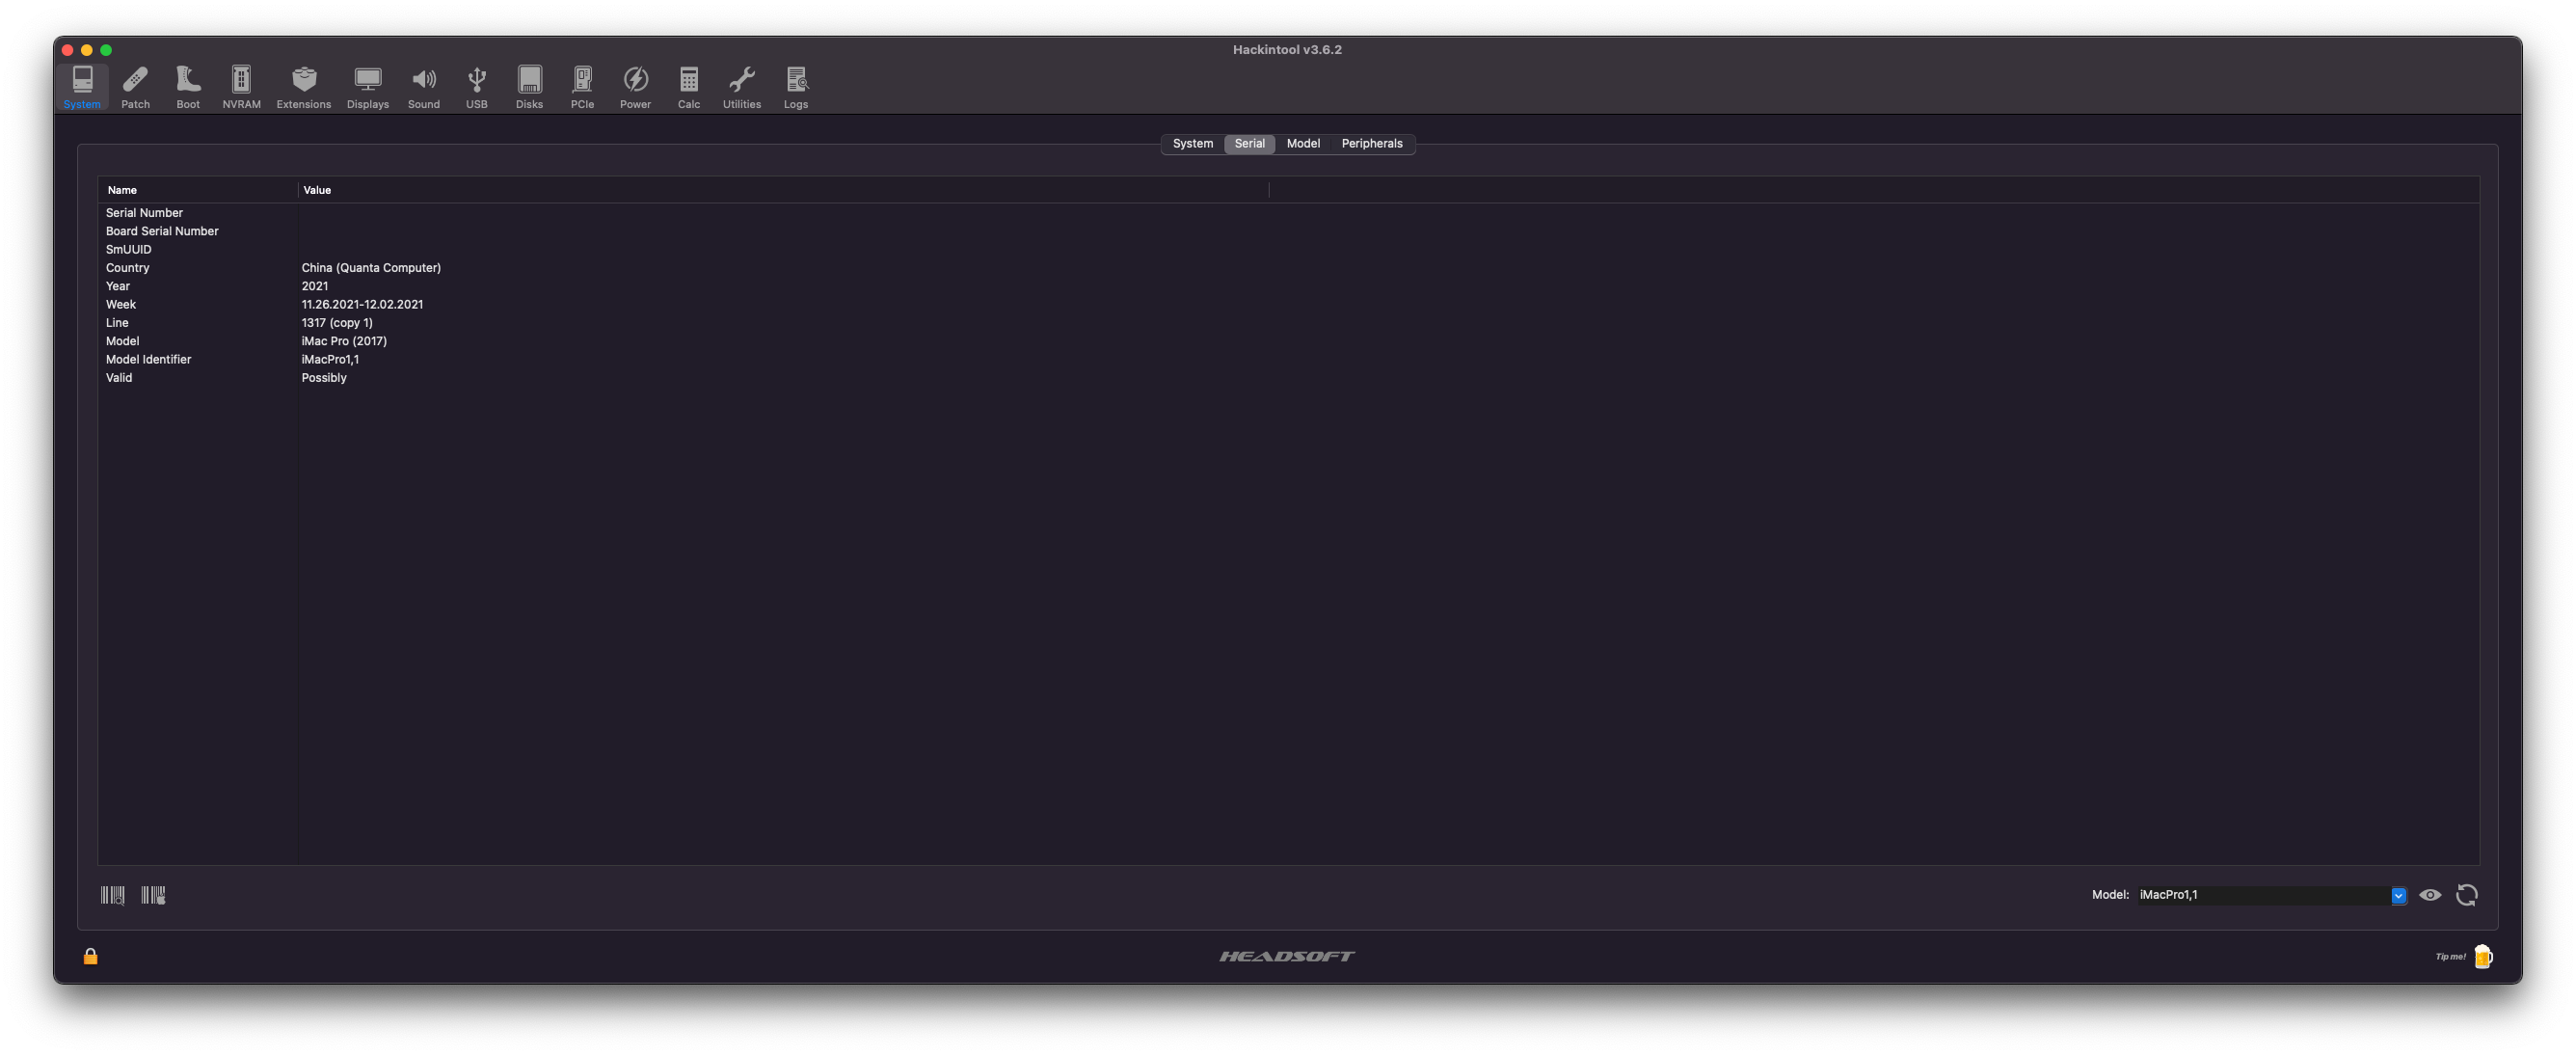 Hackintool v3.6.2
System Patch Boot NVRAM Extensions Displays Sound USB Disks PCIe Power Calc Utilities Logs
System Serial Model Peripherals
Name Value
Serial Number
Board Serial Number
SmUUID
Country China (Quanta Computer)
Year 2021
Week 11.26.2021-12.02.2021
Line 1317 (copy 1)
Model iMac Pro (2017)
Model Identifier iMacPro1,1
Valid Possibly
Model: iMacPro1,1
HEADSOFT
Tip me!